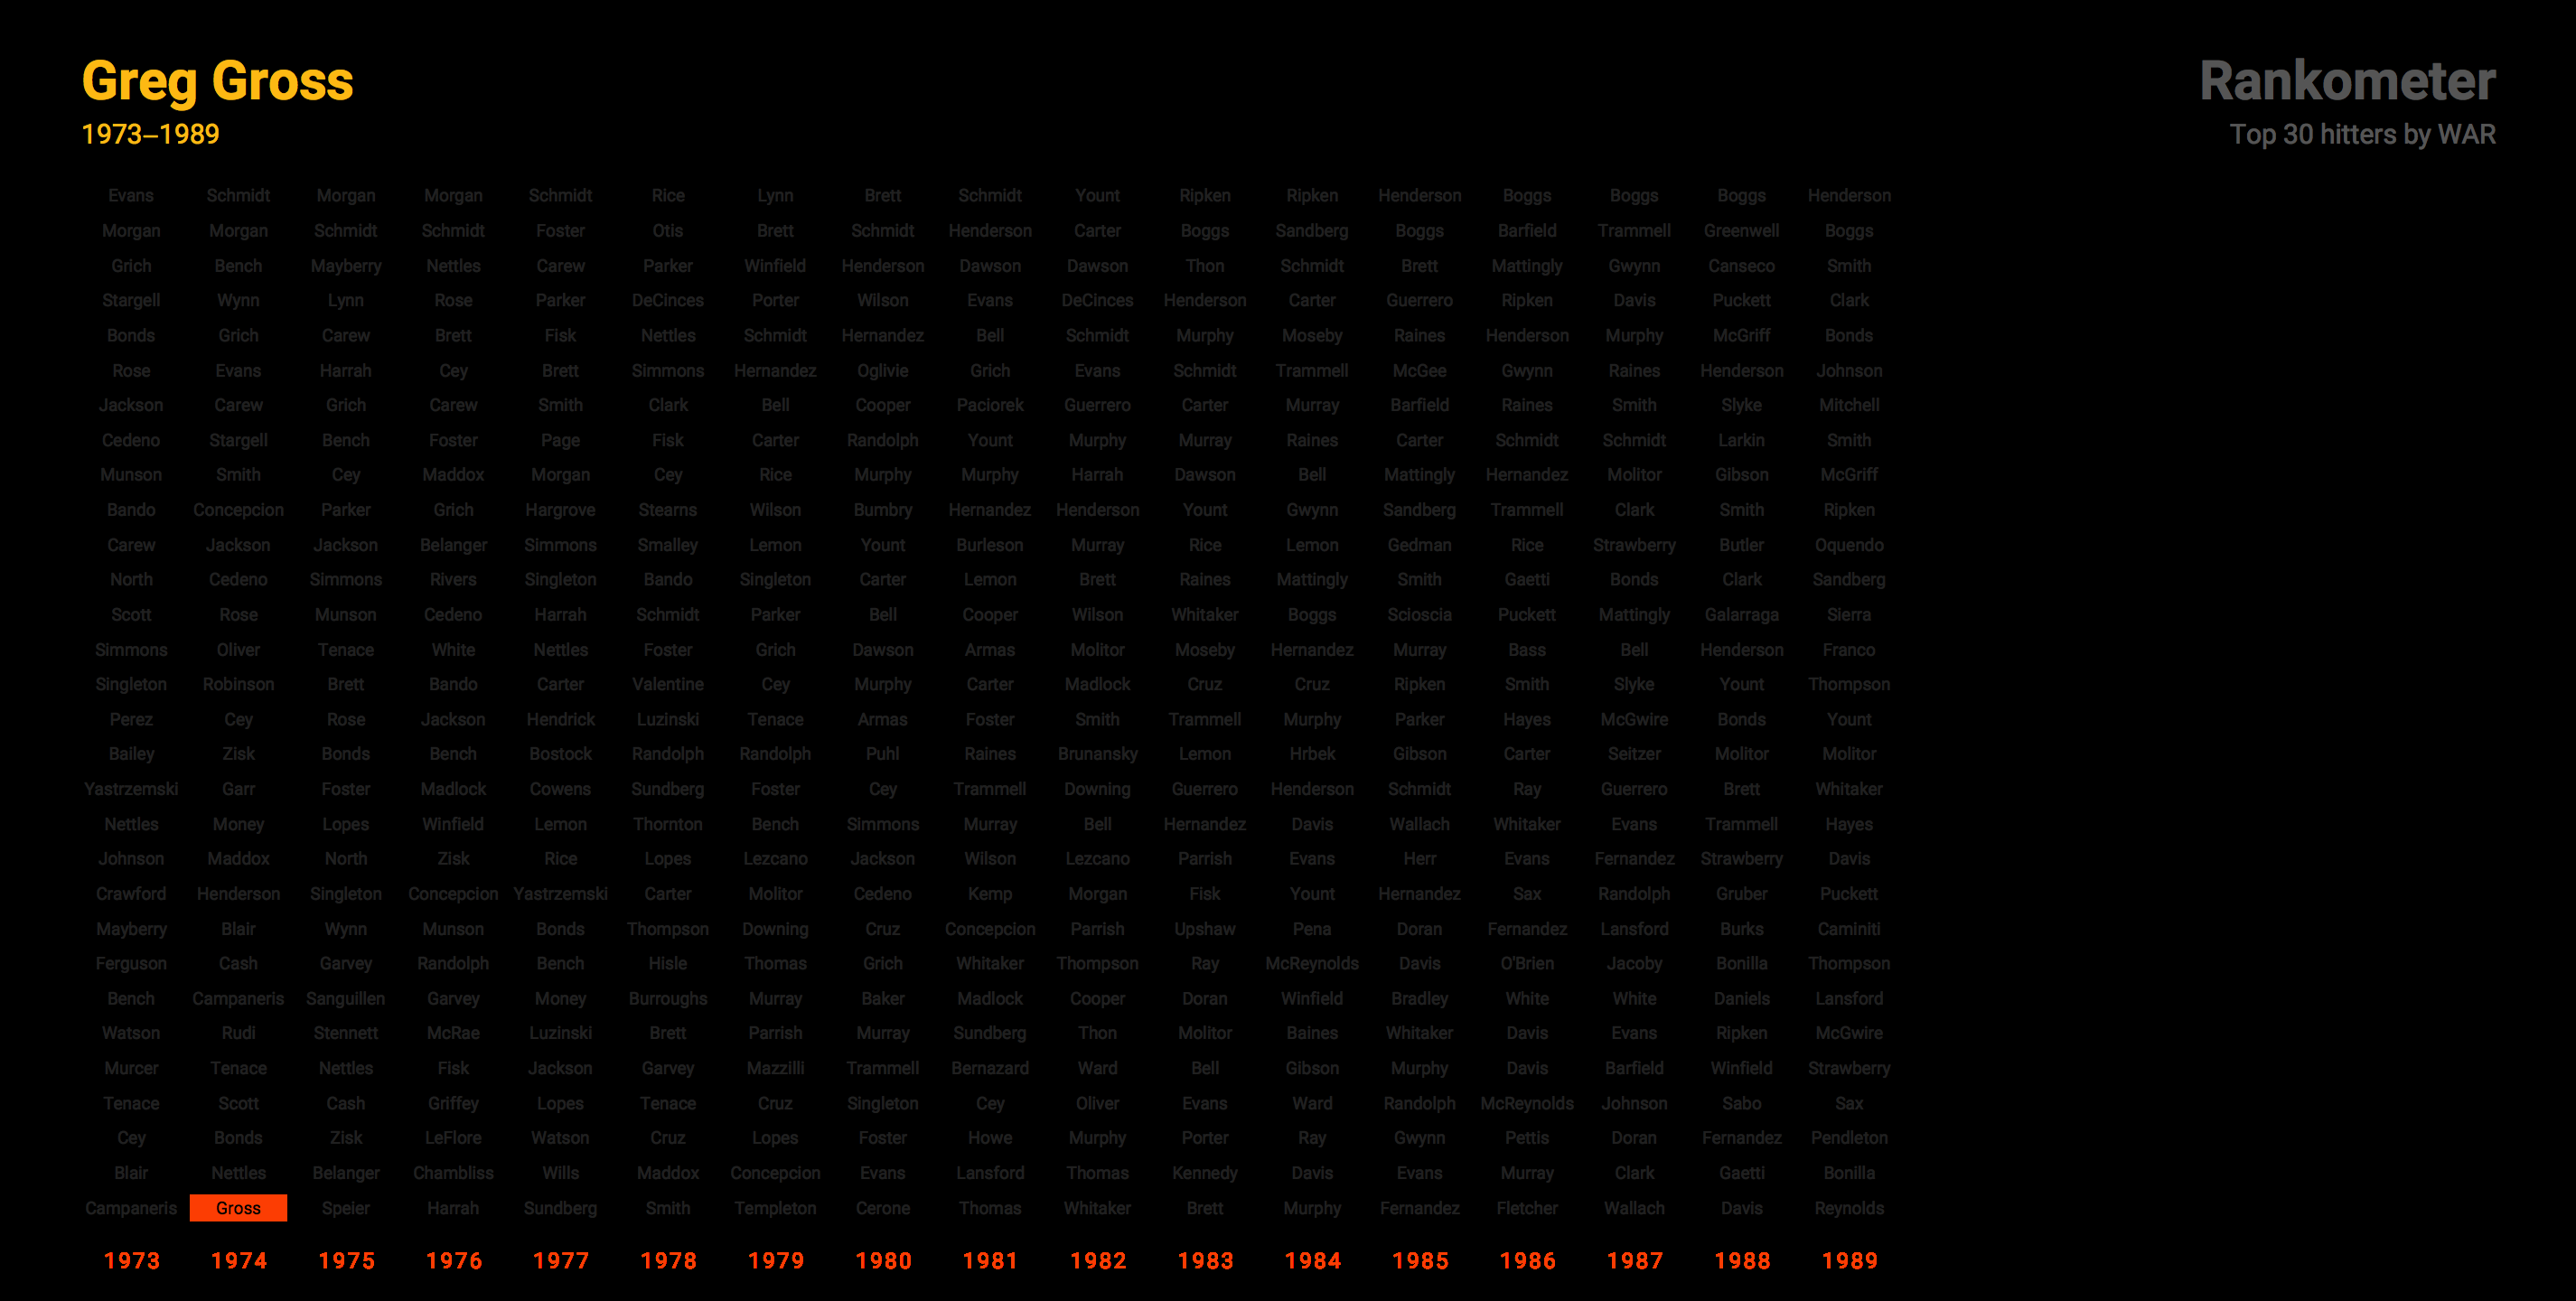 Greg Gross
1973–1989
Rankometer
Top 30 hitters by WAR
Evans Schmidt Morgan Morgan Schmidt Rice Lynn Brett Schmidt Yount Ripken Ripken Henderson Boggs Boggs Boggs Henderson
Morgan Morgan Schmidt Schmidt Foster Otis Brett Schmidt Henderson Carter Boggs Sandberg Boggs Barfield Trammell Greenwell Boggs
Grich Bench Mayberry Nettles Carew Parker Winfield Henderson Dawson Dawson Thon Schmidt Brett Mattingly Gwynn Canseco Smith
Stargell Wynn Lynn Rose Parker DeCinces Porter Wilson Evans DeCinces Henderson Carter Guerrero Ripken Davis Puckett Clark
Bonds Grich Carew Brett Fisk Nettles Schmidt Hernandez Bell Schmidt Murphy Moseby Raines Henderson Murphy McGriff Bonds
Rose Evans Harrah Cey Brett Simmons Hernandez Oglivie Grich Evans Schmidt Trammell McGee Gwynn Raines Henderson Johnson
Jackson Carew Grich Carew Smith Clark Bell Cooper Paciorek Guerrero Carter Murray Barfield Raines Smith Slyke Mitchell
Cedeno Stargell Bench Foster Page Fisk Carter Randolph Yount Murphy Murray Raines Carter Schmidt Schmidt Larkin Smith
Munson Smith Cey Maddox Morgan Cey Rice Murphy Murphy Harrah Dawson Bell Mattingly Hernandez Molitor Gibson McGriff
Bando Concepcion Parker Grich Hargrove Stearns Wilson Bumbry Hernandez Henderson Yount Gwynn Sandberg Trammell Clark Smith Ripken
Carew Jackson Jackson Belanger Simmons Smalley Lemon Yount Burleson Murray Rice Lemon Gedman Rice Strawberry Butler Oquendo
North Cedeno Simmons Rivers Singleton Bando Singleton Carter Lemon Brett Raines Mattingly Smith Gaetti Bonds Clark Sandberg
Scott Rose Munson Cedeno Harrah Schmidt Parker Bell Cooper Wilson Whitaker Boggs Scioscia Puckett Mattingly Galarraga Sierra
Simmons Oliver Tenace White Nettles Foster Grich Dawson Armas Molitor Moseby Hernandez Murray Bass Bell Henderson Franco
Singleton Robinson Brett Bando Carter Valentine Cey Murphy Carter Madlock Cruz Cruz Ripken Smith Slyke Yount Thompson
Perez Cey Rose Jackson Hendrick Luzinski Tenace Armas Foster Smith Trammell Murphy Parker Hayes McGwire Bonds Yount
Bailey Zisk Bonds Bench Bostock Randolph Randolph Puhl Raines Brunansky Lemon Hrbek Gibson Carter Seitzer Molitor Molitor
Yastrzemski Garr Foster Madlock Cowens Sundberg Foster Cey Trammell Downing Guerrero Henderson Schmidt Ray Guerrero Brett Whitaker
Nettles Money Lopes Winfield Lemon Thornton Bench Simmons Murray Bell Hernandez Davis Wallach Whitaker Evans Trammell Hayes
Johnson Maddox North Zisk Rice Lopes Lezcano Jackson Wilson Lezcano Parrish Evans Herr Evans Fernandez Strawberry Davis
Crawford Henderson Singleton Concepcion Yastrzemski Carter Molitor Cedeno Kemp Morgan Fisk Yount Hernandez Sax Randolph Gruber Puckett
Mayberry Blair Wynn Munson Bonds Thompson Downing Cruz Concepcion Parrish Upshaw Pena Doran Fernandez Lansford Burks Caminiti
Ferguson Cash Garvey Randolph Bench Hisle Thomas Grich Whitaker Thompson Ray McReynolds Davis O'Brien Jacoby Bonilla Thompson
Bench Campaneris Sanguillen Garvey Money Burroughs Murray Baker Madlock Cooper Doran Winfield Bradley White White Daniels Lansford
Watson Rudi Stennett McRae Luzinski Brett Parrish Murray Sundberg Thon Molitor Baines Whitaker Davis Evans Ripken McGwire
Murcer Tenace Nettles Fisk Jackson Garvey Mazzilli Trammell Bernazard Ward Bell Gibson Murphy Davis Barfield Winfield Strawberry
Tenace Scott Cash Griffey Lopes Tenace Cruz Singleton Cey Oliver Evans Ward Randolph McReynolds Johnson Sabo Sax
Cey Bonds Zisk LeFlore Watson Cruz Lopes Foster Howe Murphy Porter Ray Gwynn Pettis Doran Fernandez Pendleton
Blair Nettles Belanger Chambliss Wills Maddox Concepcion Evans Lansford Thomas Kennedy Davis Evans Murray Clark Gaetti Bonilla
Campaneris Gross Speier Harrah Sundberg Smith Templeton Cerone Thomas Whitaker Brett Murphy Fernandez Fletcher Wallach Davis Reynolds
1973 1974 1975 1976 1977 1978 1979 1980 1981 1982 1983 1984 1985 1986 1987 1988 1989